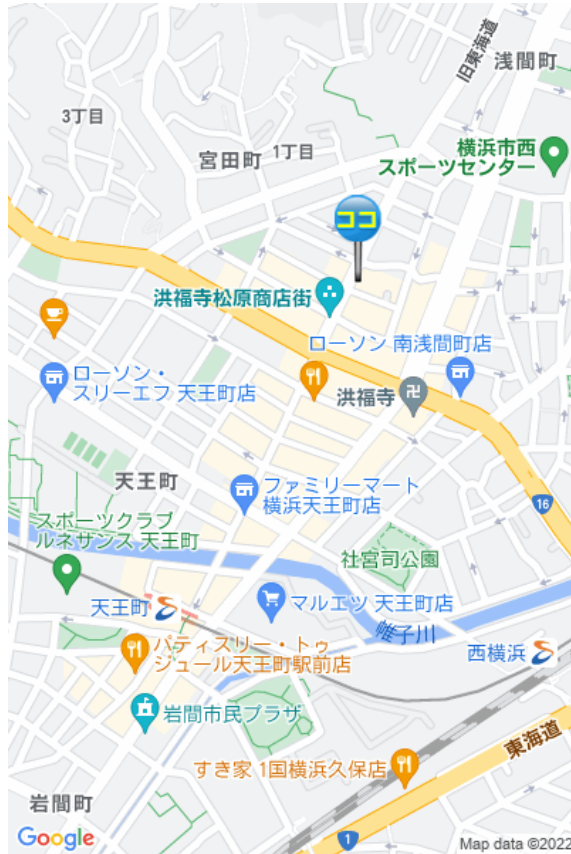 旧東海道
浅間町
3丁目
宮田町
1丁目
横浜市西
スポーツセンター
ココ
洪福寺松原商店街
ローソン 南浅間町店
ローソン・
スリーエフ 天王町店
洪福寺
天王町
ファミリーマート
横浜天王町店
16
スポーツクラブ
ルネサンス 天王町
社宮司公園
天王町
マルエツ 天王町店
帷子川
西横浜
パティスリー・トゥ
ジュール天王町駅前店
岩間市民プラザ
東海道
すき家 1国横浜久保店
岩間町
1
Google
Map data ©2022